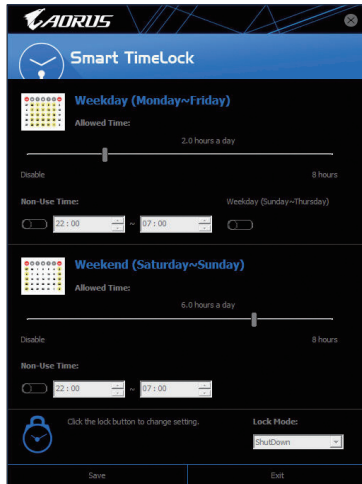 AORUS
Smart TimeLock
Weekday (Monday~Friday)
Allowed Time:
2.0 hours a day
Disable 8 hours
Non-Use Time: Weekday (Sunday~Thursday)
22 : 00 ~ 07 : 00
Weekend (Saturday~Sunday)
Allowed Time:
6.0 hours a day
Disable 8 hours
Non-Use Time:
22 : 00 ~ 07 : 00
Click the lock button to change setting. Lock Mode:
ShutDown
Save Exit